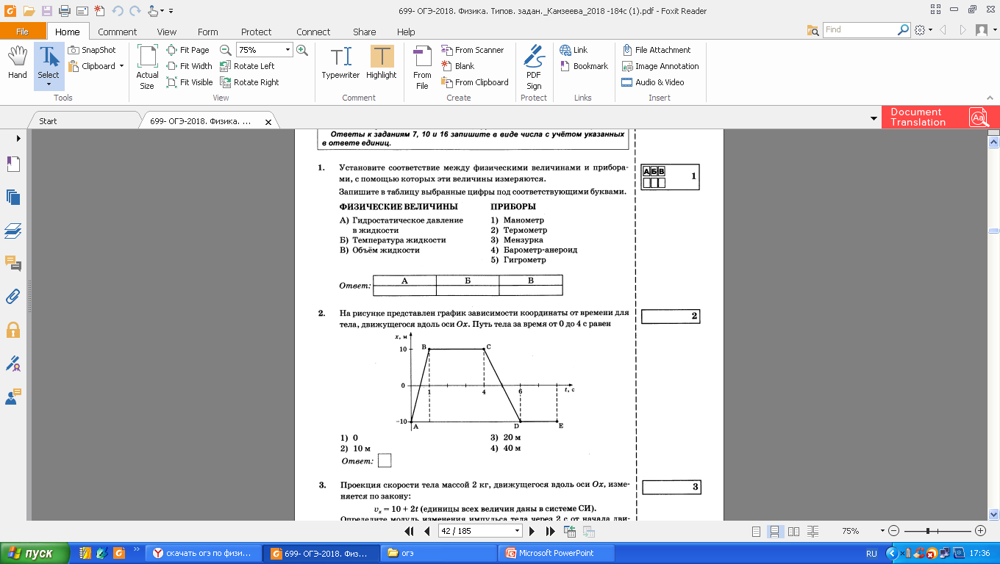 699- ОГЭ-2018. Физика. Типов. задан._Камзеева_2018 -184с (1).pdf - Foxit Reader
File Home Comment View Form Protect Connect Share Help
Find
Hand
Select
SnapShot
Clipboard
Tools
Actual Size
Fit Page
Fit Width
Fit Visible
75%
Rotate Left
Rotate Right
View
Typewriter
Highlight
Comment
From File
From Scanner
Blank
From Clipboard
Create
PDF Sign
Protect
Link
Bookmark
Links
File Attachment
Image Annotation
Audio & Video
Insert
Start
699- ОГЭ-2018. Физика. ...
Document
Translation
Aa
Ответы к заданиям 7, 10 и 16 запишите в виде числа с учётом указанных
в ответе единиц.
1. Установите соответствие между физическими величинами и прибора-
ми, с помощью которых эти величины измеряются.
Запишите в таблицу выбранные цифры под соответствующими буквами.
А Б В 1
ФИЗИЧЕСКИЕ ВЕЛИЧИНЫ
А) Гидростатическое давление
в жидкости
Б) Температура жидкости
В) Объём жидкости
ПРИБОРЫ
1) Манометр
2) Термометр
3) Мензурка
4) Барометр-анероид
5) Гигрометр
Ответ: А Б В
2. На рисунке представлен график зависимости координаты от времени для
тела, движущегося вдоль оси Ох. Путь тела за время от 0 до 4 с равен
2
x, м
10 B C
0 1 4 6 t, с
-10 A D E
1) 0
2) 10 м
3) 20 м
4) 40 м
Ответ:
3. Проекция скорости тела массой 2 кг, движущегося вдоль оси Ох, изме-
няется по закону:
3
vx = 10 + 2t (единицы всех величин даны в системе СИ).
Определите модуль изменения импульса тела через 2 с от начала дви-
42 / 185
75%
пуск
скачать огэ по физи...
699- ОГЭ-2018. Физ...
огэ
Microsoft PowerPoint
RU
17:36